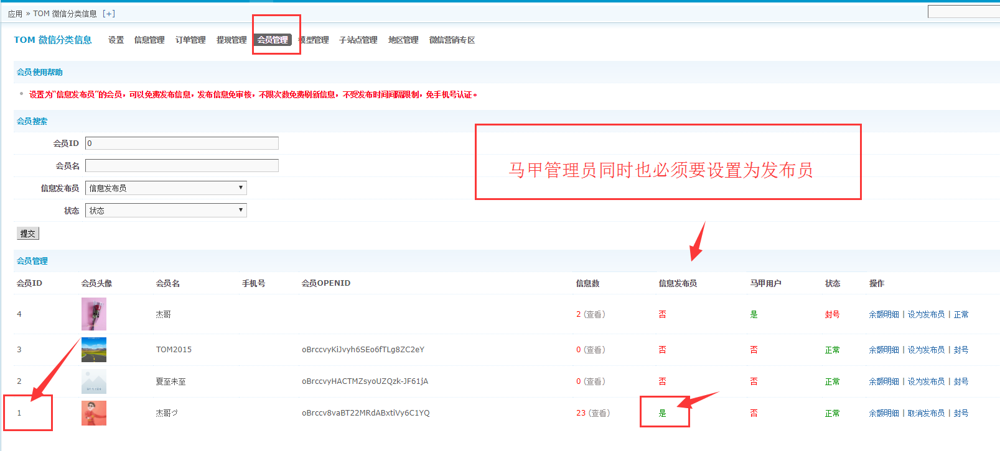 应用 » TOM 微信分类信息 [+]
TOM 微信分类信息 设置 信息管理 订单管理 提现管理 会员管理 模型管理 子站点管理 地区管理 微信营销专区
会员使用帮助
设置为“信息发布员”的会员，可以免费发布信息，发布信息免审核，不限次数免费刷新信息，不受发布时间间隔限制，免手机号认证。
会员搜索
会员ID 0
会员名
信息发布员 信息发布员
状态 状态
提交
马甲管理员同时也必须要设置为发布员
会员管理
会员ID 会员头像 会员名 手机号 会员OPENID 信息数 信息发布员 马甲用户 状态 操作
4 杰哥 2 (查看) 否 是 封号 余额明细 | 设为发布员 | 正常
3 TOM2015 oBrccvyKiJvyh6SEo6fTLg8ZC2eY 0 (查看) 否 否 正常 余额明细 | 设为发布员 | 封号
2 夏至未至 oBrccvyHACTMZsyoUZQzk-JF61jA 0 (查看) 否 否 正常 余额明细 | 设为发布员 | 封号
1 杰哥 oBrccv8vaBT22MRdABxtiVy6C1YQ 23 (查看) 是 否 正常 余额明细 | 取消发布员 | 封号